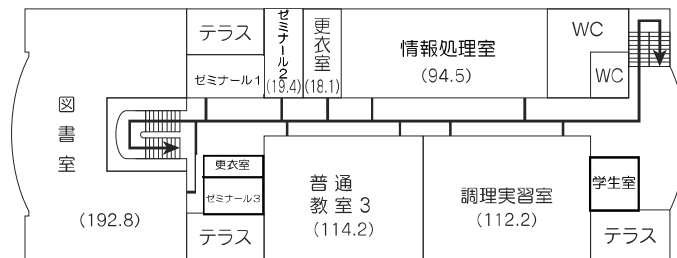 テラス
ゼミナール1
ゼミナール2
(19.4)
更衣室
(18.1)
情報処理室
(94.5)
WC
WC
図書室
(192.8)
更衣室
ゼミナール3
テラス
普通
教室3
(114.2)
調理実習室
(112.2)
学生室
テラス